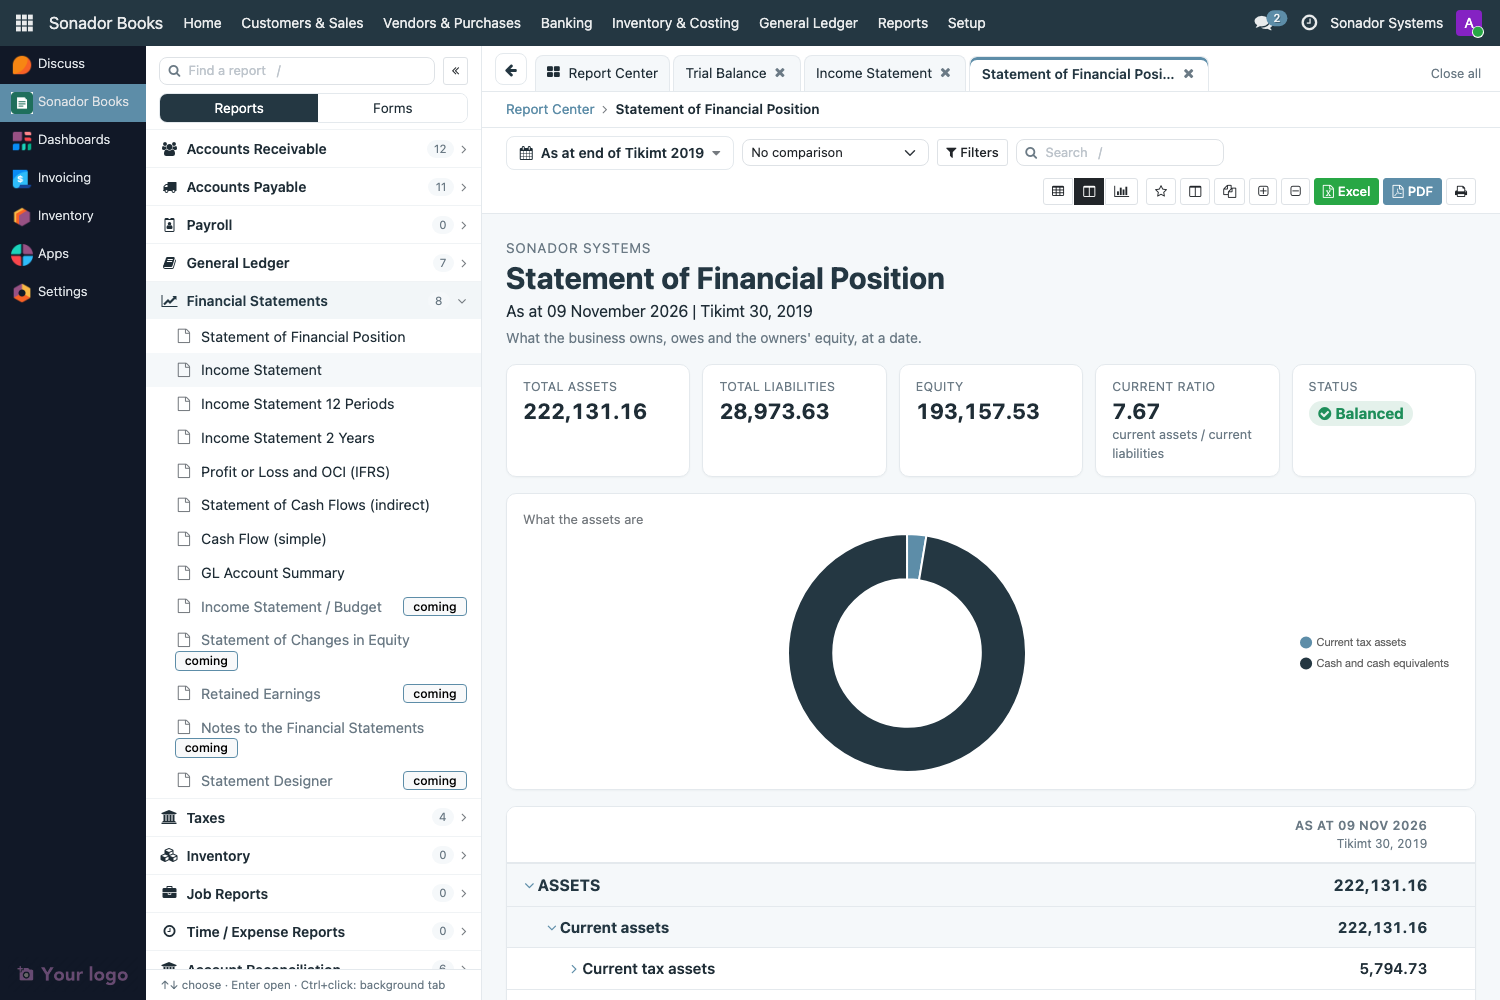 Sonador Books
Home
Customers & Sales
Vendors & Purchases
Banking
Inventory & Costing
General Ledger
Reports
Setup
2
Sonador Systems
A
Discuss
Sonador Books
Dashboards
Invoicing
Inventory
Apps
Settings
Your logo
Find a report /
«
Reports
Forms
Accounts Receivable 12
Accounts Payable 11
Payroll 0
General Ledger 7
Financial Statements 8
Statement of Financial Position
Income Statement
Income Statement 12 Periods
Income Statement 2 Years
Profit or Loss and OCI (IFRS)
Statement of Cash Flows (indirect)
Cash Flow (simple)
GL Account Summary
Income Statement / Budget coming
Statement of Changes in Equity
coming
Retained Earnings coming
Notes to the Financial Statements
coming
Statement Designer coming
Taxes 4
Inventory 0
Job Reports 0
Time / Expense Reports 0
Account Reconciliation 6
↑↓ choose · Enter open · Ctrl+click: background tab
Report Center
Trial Balance
Income Statement
Statement of Financial Posi...
Close all
Report Center > Statement of Financial Position
As at end of Tikimt 2019
No comparison
Filters
Search /
Excel
PDF
SONADOR SYSTEMS
Statement of Financial Position
As at 09 November 2026 | Tikimt 30, 2019
What the business owns, owes and the owners' equity, at a date.
TOTAL ASSETS
222,131.16
TOTAL LIABILITIES
28,973.63
EQUITY
193,157.53
CURRENT RATIO
7.67
current assets / current
liabilities
STATUS
Balanced
What the assets are
Current tax assets
Cash and cash equivalents
AS AT 09 NOV 2026
Tikimt 30, 2019
ASSETS 222,131.16
Current assets 222,131.16
Current tax assets 5,794.73